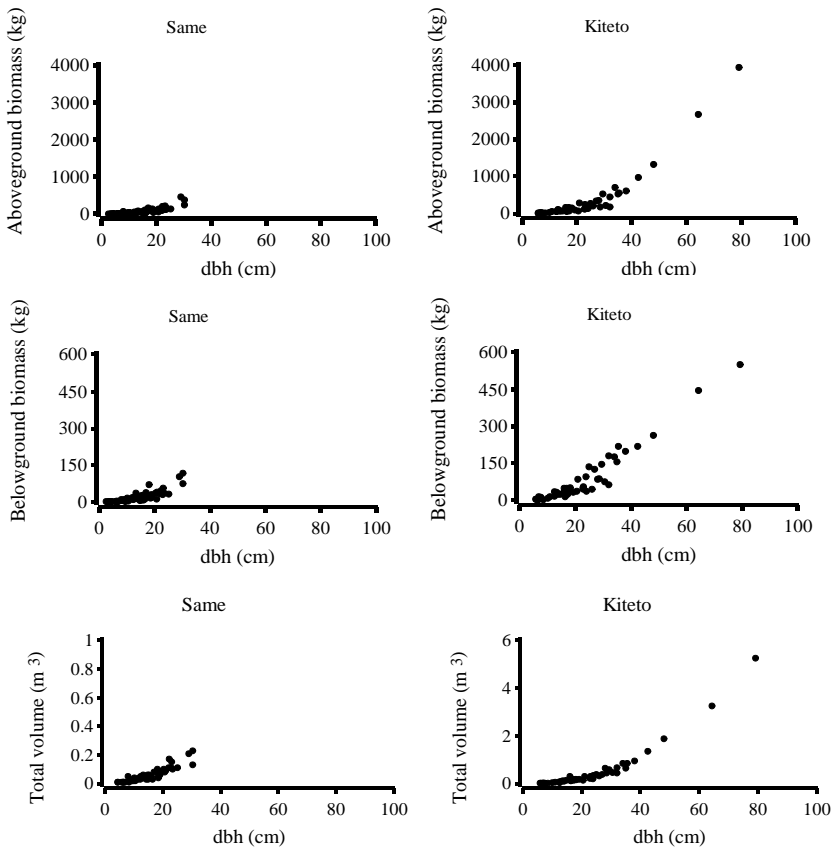 Same
Aboveground biomass (kg)
4000
3000
2000
1000
0
0 20 40 60 80 100
dbh (cm)
Kiteto
Aboveground biomass (kg)
4000
3000
2000
1000
0
0 20 40 60 80 100
dbh (cm)
Same
Belowground biomass (kg)
600
450
300
150
0
0 20 40 60 80 100
dbh (cm)
Kiteto
Belowground biomass (kg)
600
450
300
150
0
0 20 40 60 80 100
dbh (cm)
Same
Total volume (m 3)
1
0.8
0.6
0.4
0.2
0
0 20 40 60 80 100
dbh (cm)
Kiteto
Total volume (m 3)
6
4
2
0
0 20 40 60 80 100
dbh (cm)